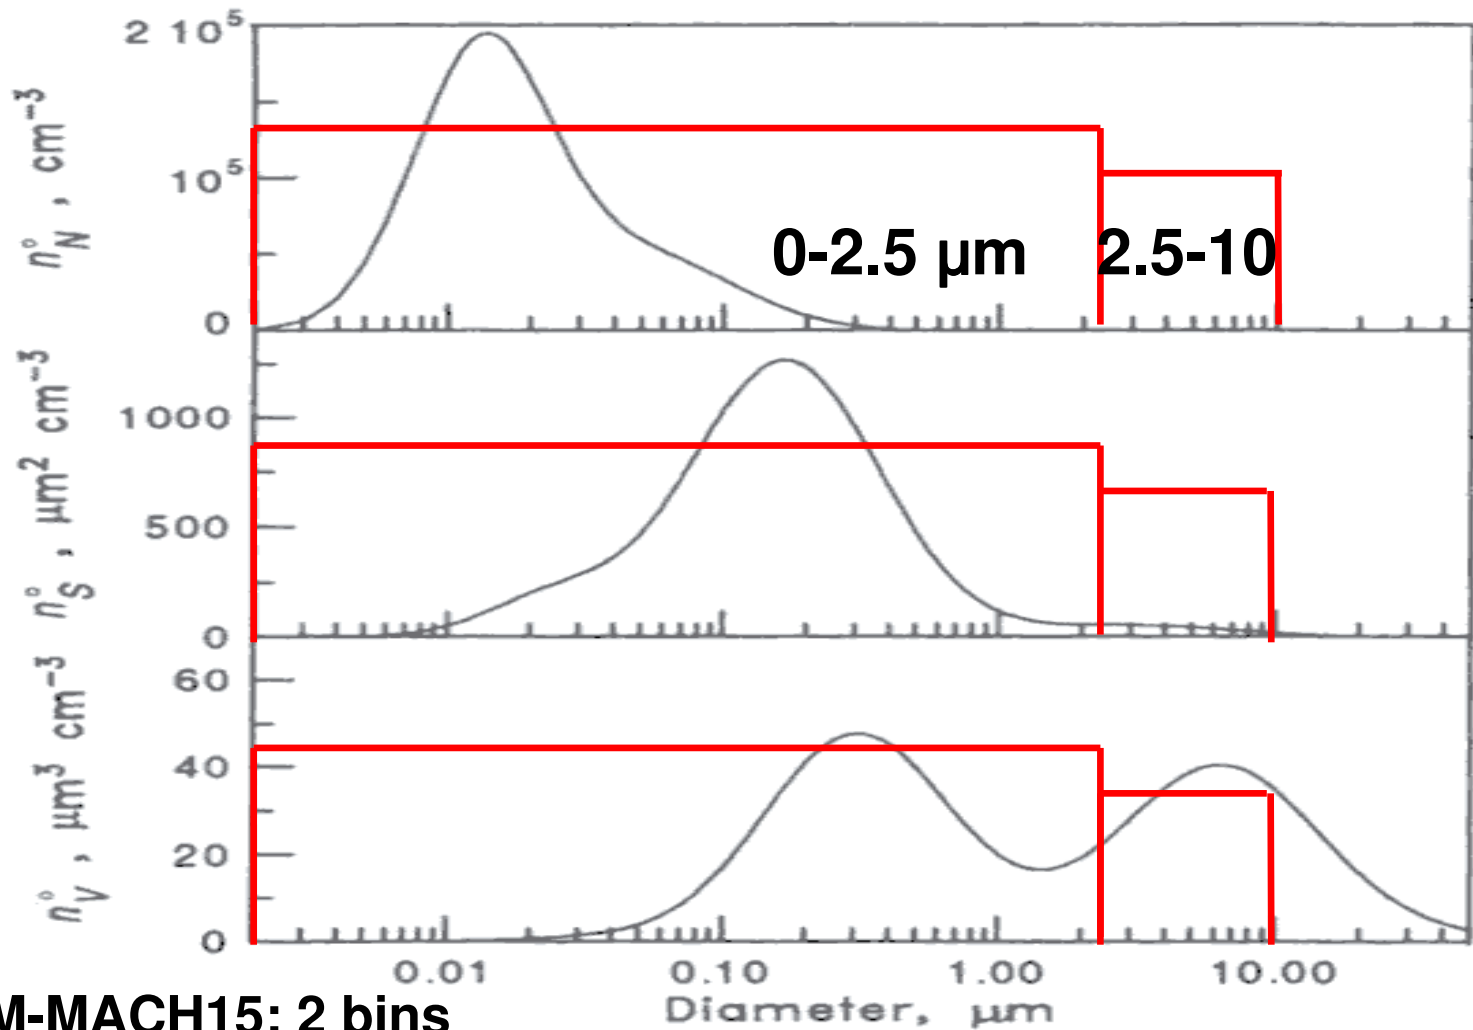 2 10⁵
10⁵
0
n°N , cm⁻³
0-2.5 µm
2.5-10
1000
500
0
n°S , µm² cm⁻³
60
40
20
0
n°V , µm³ cm⁻³
0.01 0.10 1.00 10.00
Diameter, µm
M-MACH15: 2 bins